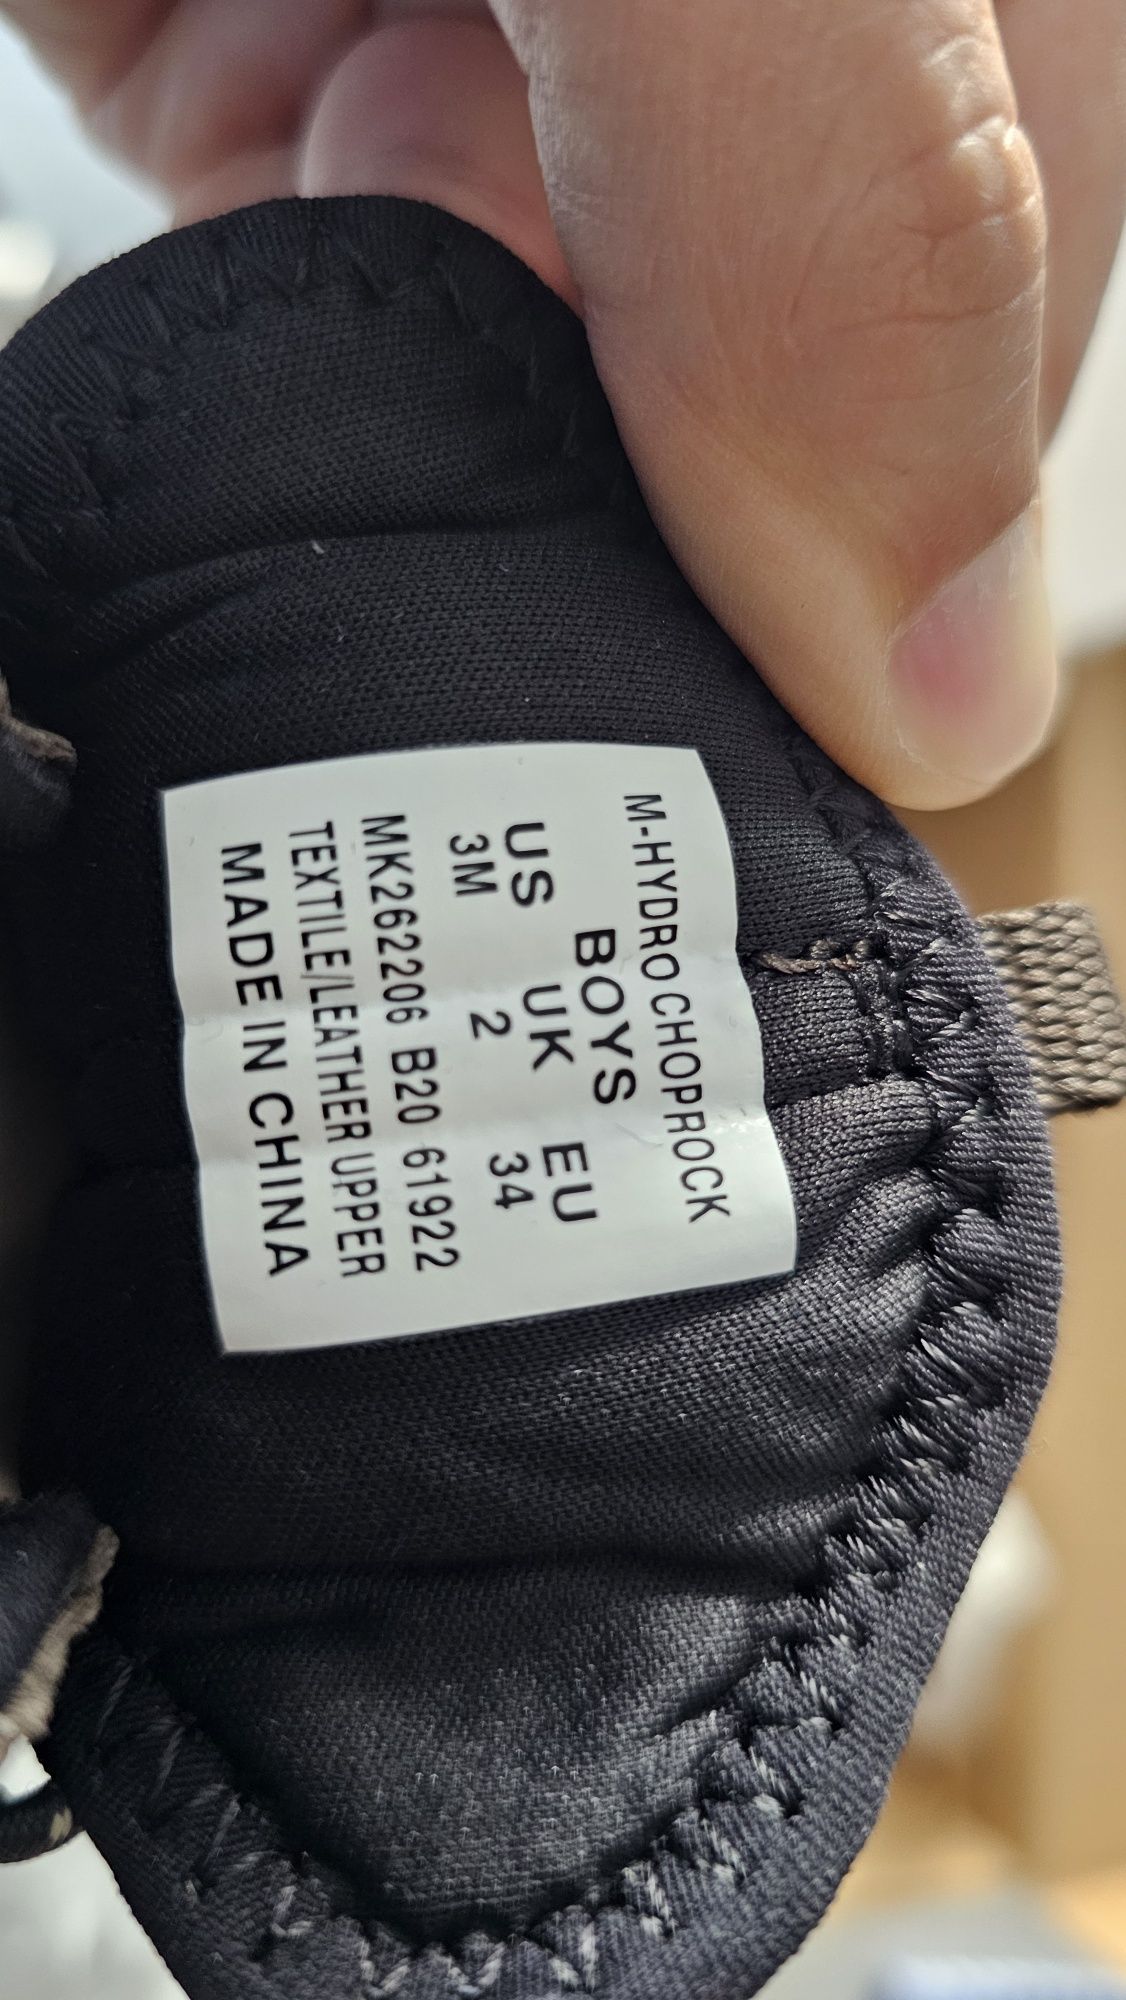 M-HYDRO CHOPROCK
BOYS
US UK EU
3M 2 34
MK262206 B20 61922
TEXTILE/LEATHER UPPER
MADE IN CHINA